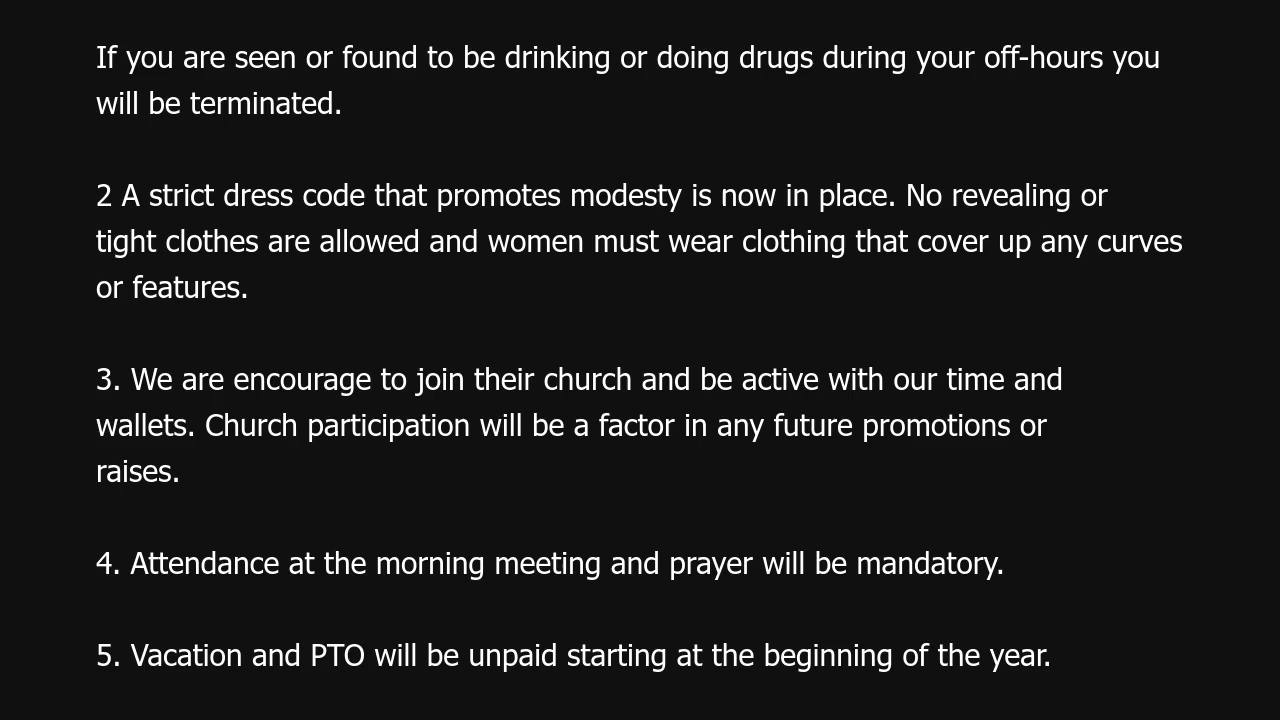 If you are seen or found to be drinking or doing drugs during your off-hours you
will be terminated.
2 A strict dress code that promotes modesty is now in place. No revealing or
tight clothes are allowed and women must wear clothing that cover up any curves
or features.
3. We are encourage to join their church and be active with our time and
wallets. Church participation will be a factor in any future promotions or
raises.
4. Attendance at the morning meeting and prayer will be mandatory.
5. Vacation and PTO will be unpaid starting at the beginning of the year.